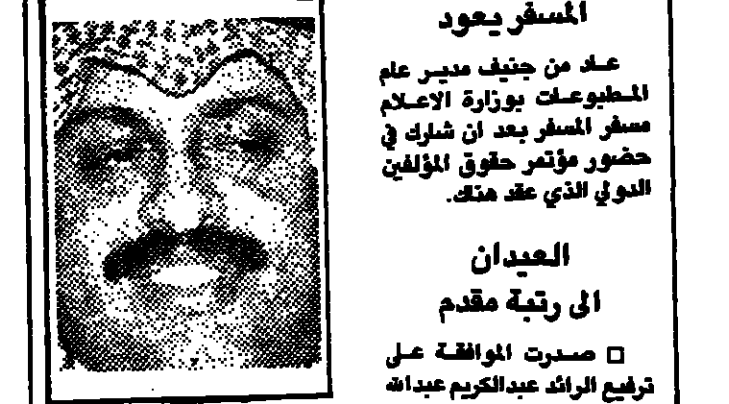 المسفر يعود
عاد من جنيف مدير عام
المطبوعات بوزارة الاعلام
مسفر المسفر بعد ان شارك في
حضور مؤتمر حقوق المؤلفين
الدولي الذي عقد هناك.
العيدان
الى رتبة مقدم
□ صدرت الموافقة على
ترفيع الرائد عبدالكريم عبدالله